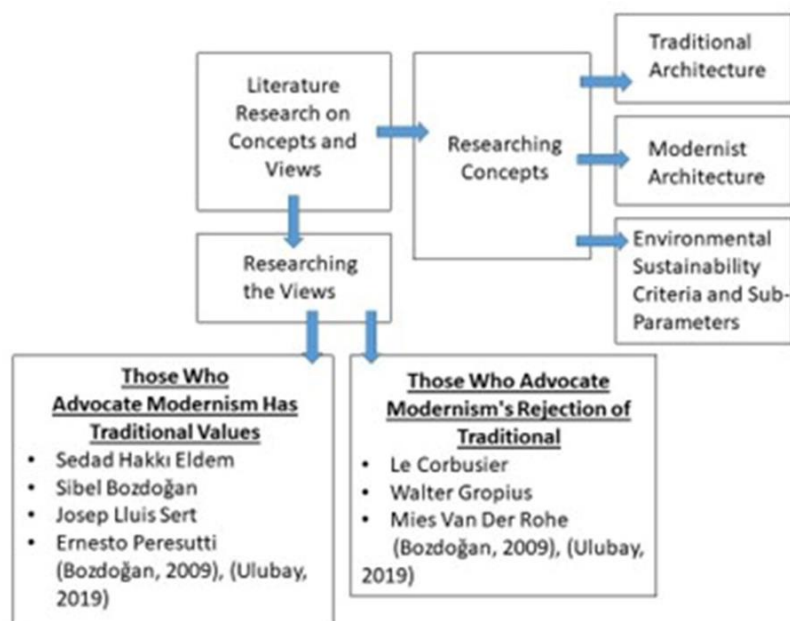 Literature
Research on
Concepts and
Views
Researching
Concepts
Traditional
Architecture
Modernist
Architecture
Environmental
Sustainability
Criteria and Sub-
Parameters
Researching
the Views
Those Who
Advocate Modernism Has
Traditional Values
• Sedad Hakkı Eldem
• Sibel Bozdoğan
• Josep Lluis Sert
• Ernesto Peresutti
(Bozdoğan, 2009), (Ulubay,
2019)
Those Who Advocate
Modernism's Rejection of
Traditional
• Le Corbusier
• Walter Gropius
• Mies Van Der Rohe
(Bozdoğan, 2009), (Ulubay,
2019)